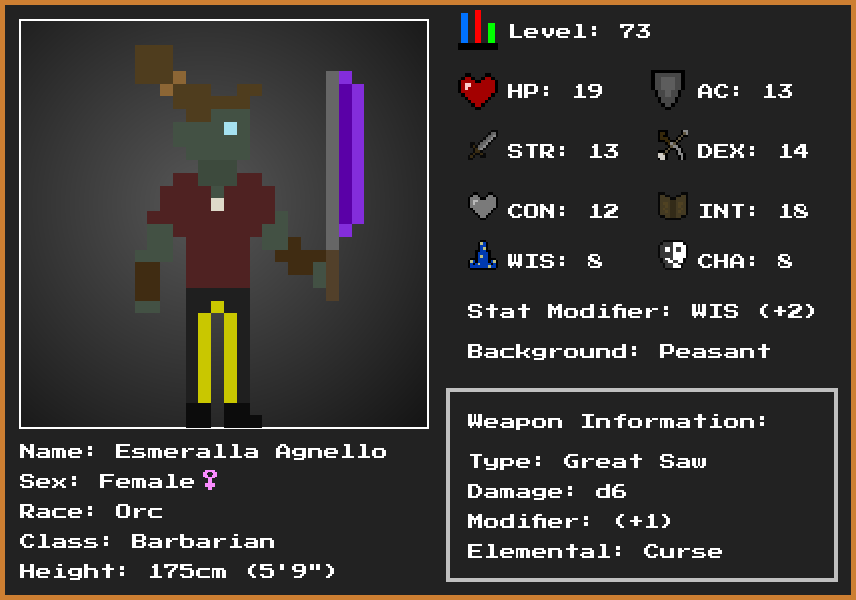 Level: 73
HP: 19 AC: 13
STR: 13 DEX: 14
CON: 12 INT: 18
WIS: 8 CHA: 8
Stat Modifier: WIS (+2)
Background: Peasant
Weapon Information:
Type: Great Saw
Damage: d6
Modifier: (+1)
Elemental: Curse
Name: Esmeralla Agnello
Sex: Female♀
Race: Orc
Class: Barbarian
Height: 175cm (5'9")